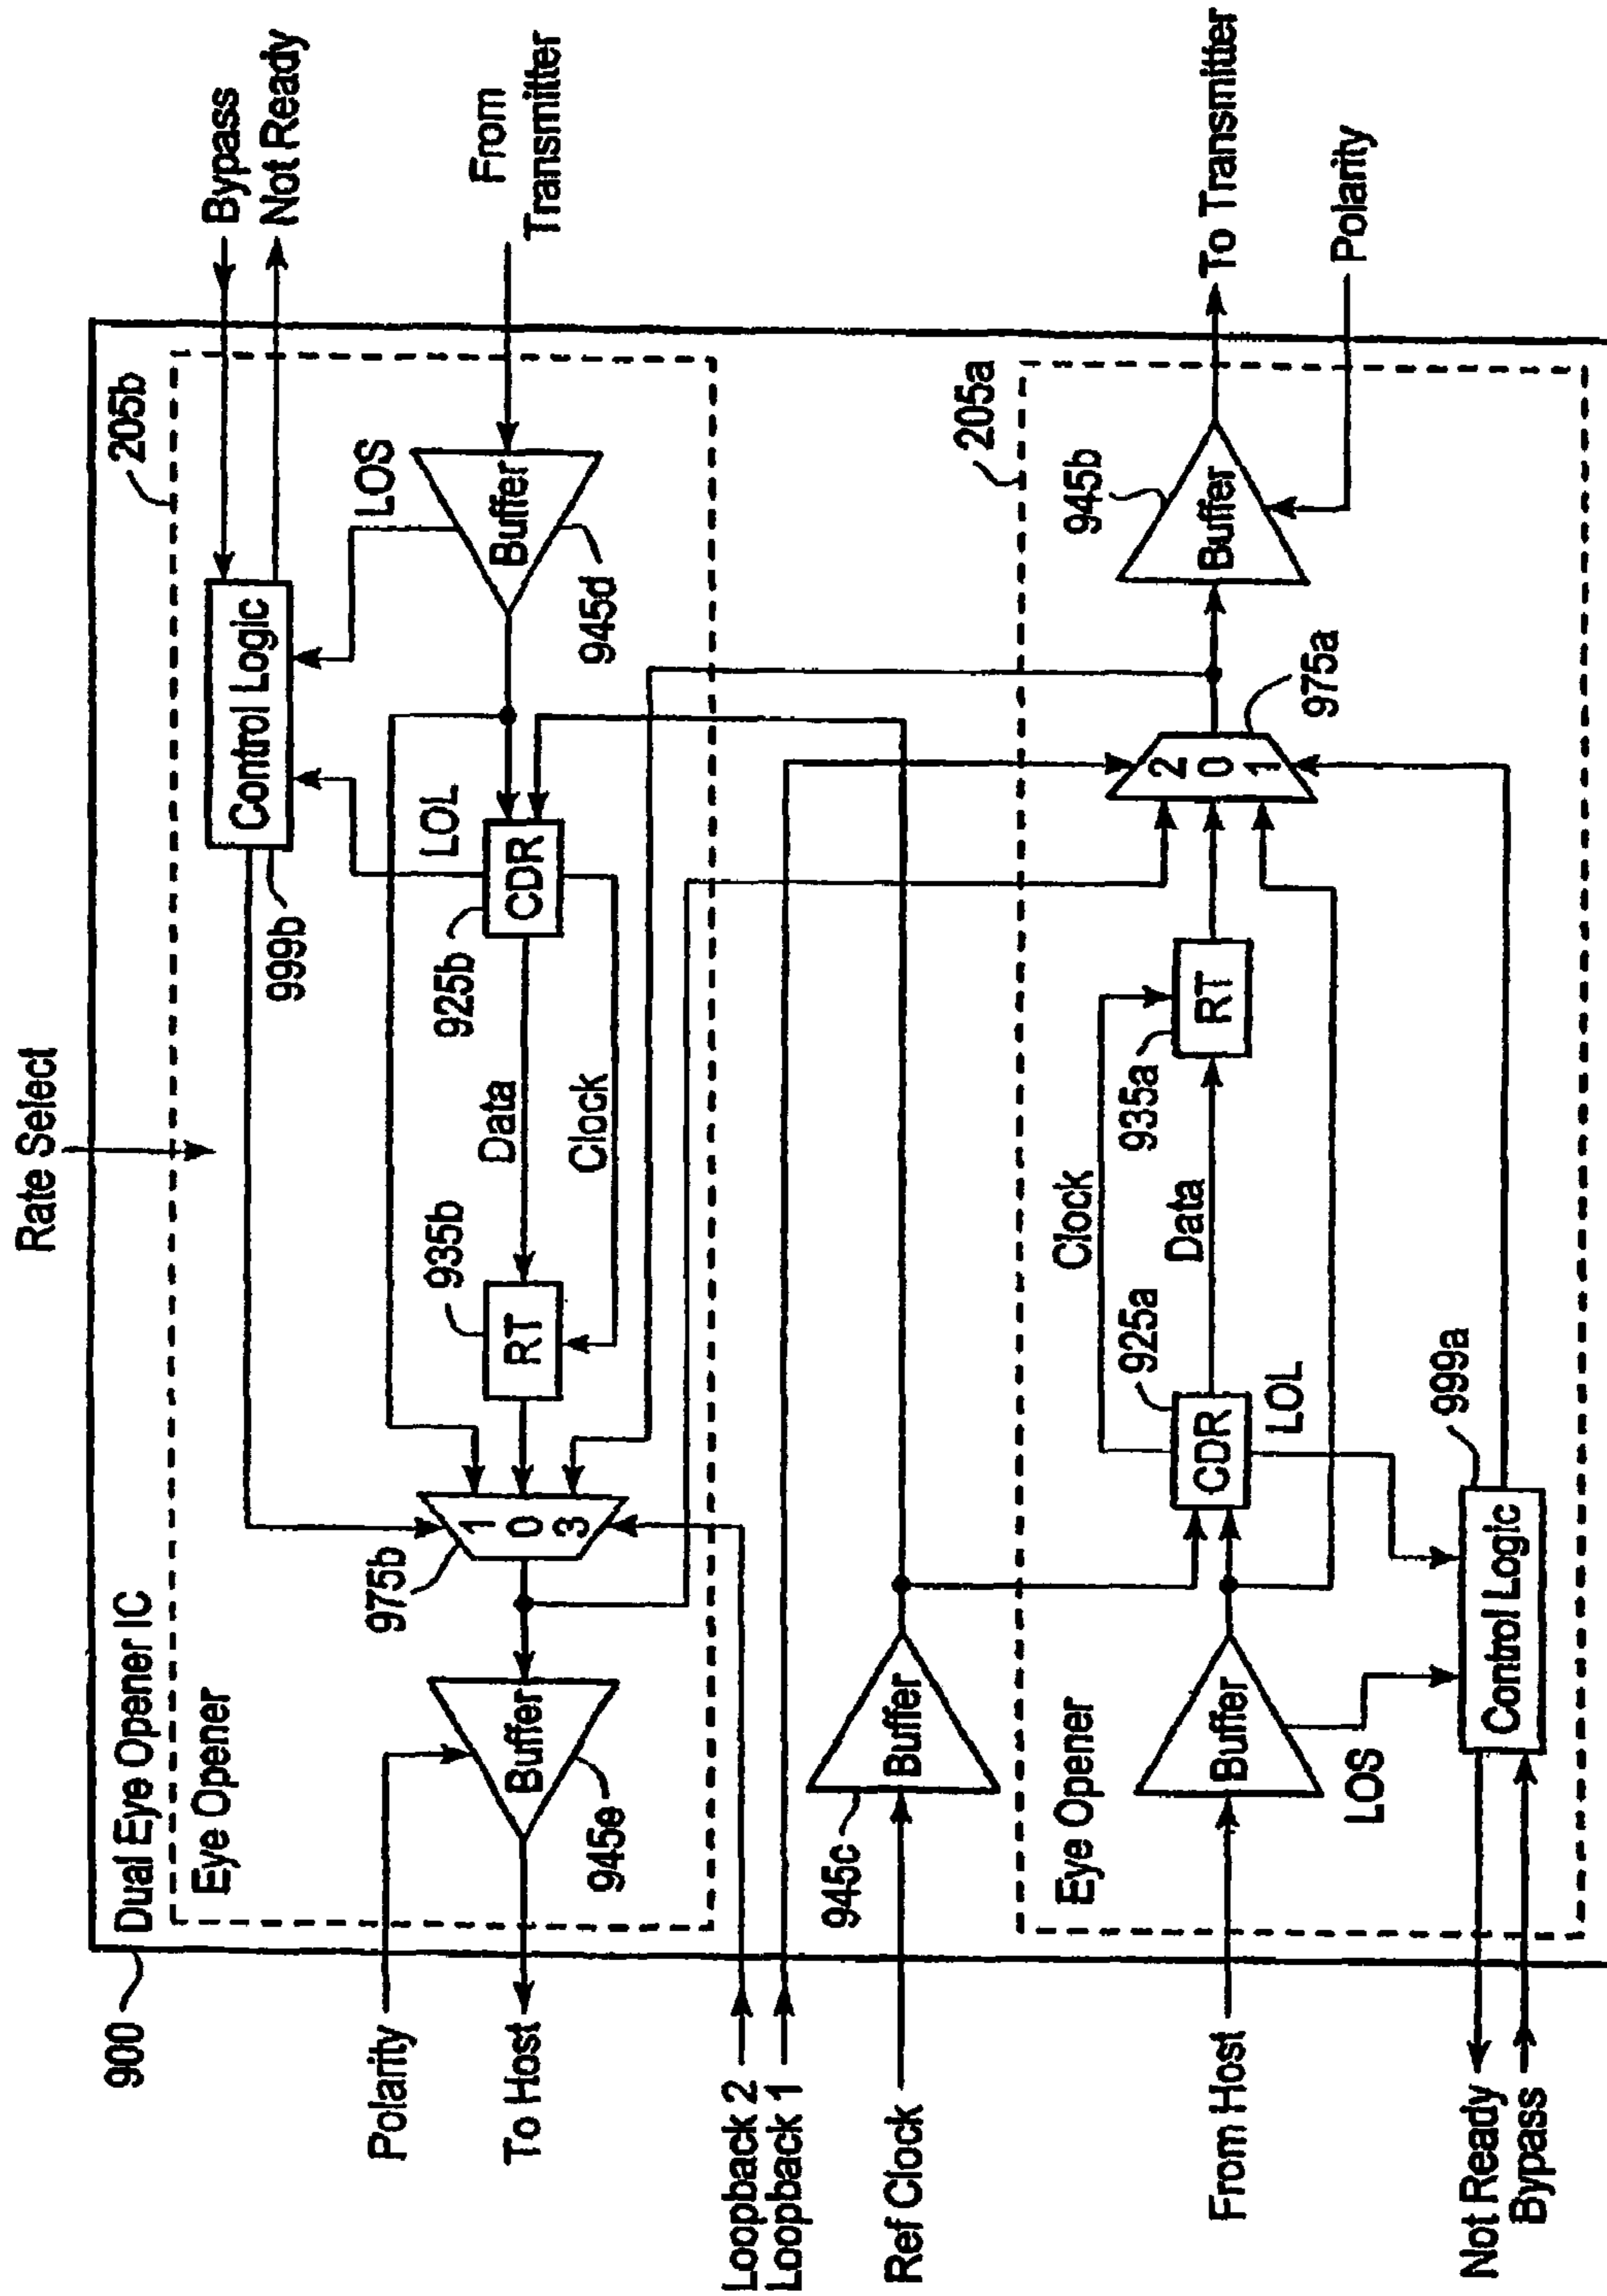 Rate Select
900
Dual Eye Opener IC
Eye Opener
205b
Bypass
Not Ready
Control Logic
999b
LOS
From
Transmitter
Buffer
945d
LOL
CDR
925b
Data
Clock
RT
935b
1
0
3
975b
Polarity
Buffer
945e
To Host
Loopback 2
Loopback 1
Ref Clock
Buffer
945c
Eye Opener
205a
From Host
Buffer
LOS
CDR
925a
LOL
Clock
Data
RT
935a
2
0
1
975a
Buffer
945b
To Transmitter
Polarity
Control Logic
999a
Not Ready
Bypass